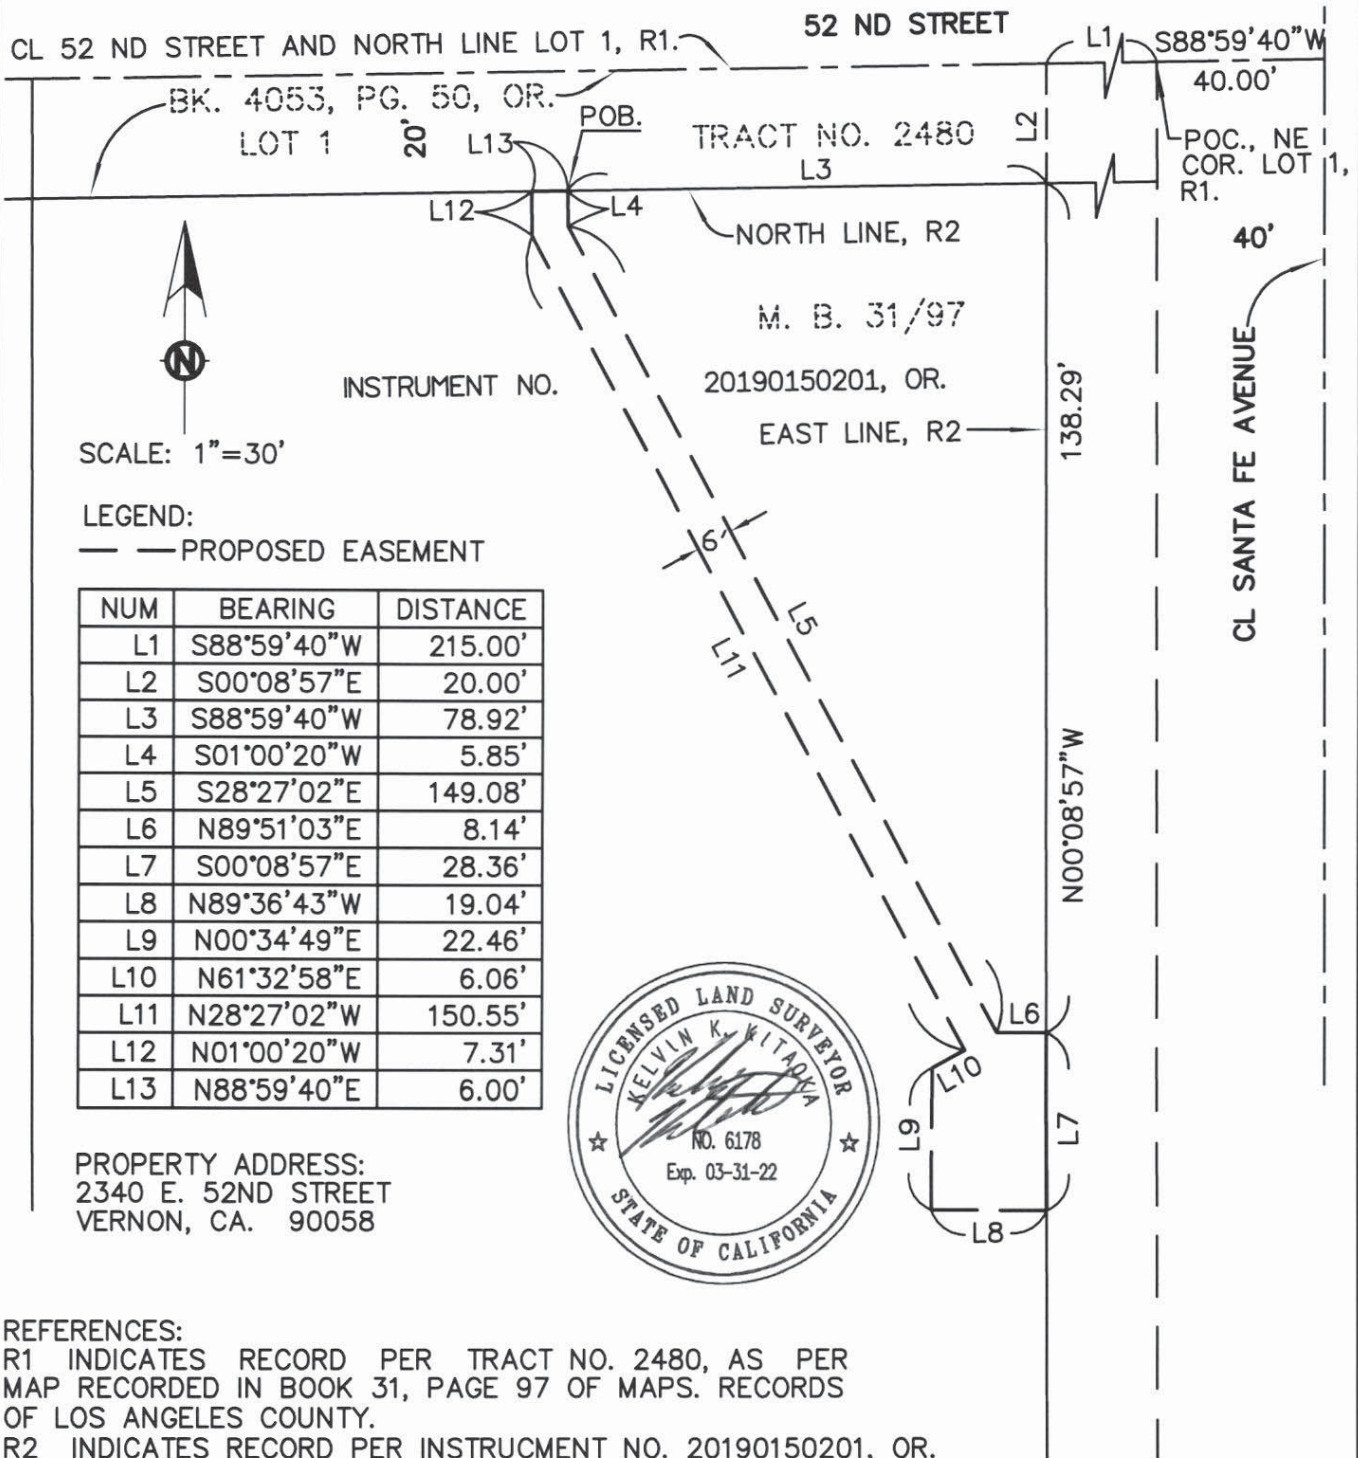 52 ND STREET
CL 52 ND STREET AND NORTH LINE LOT 1, R1.
L1
S88°59'40"W
40.00'
BK. 4053, PG. 50, OR.
LOT 1
20'
L13
POB.
TRACT NO. 2480
L2
L3
POC., NE
COR. LOT 1,
R1.
L12
L4
NORTH LINE, R2
40'
M. B. 31/97
N
INSTRUMENT NO.
20190150201, OR.
EAST LINE, R2
138.29'
CL SANTA FE AVENUE
SCALE: 1"=30'
LEGEND:
PROPOSED EASEMENT
6'
L5
L11
NUM BEARING DISTANCE
L1 S88°59'40"W 215.00'
L2 S00°08'57"E 20.00'
L3 S88°59'40"W 78.92'
L4 S01°00'20"W 5.85'
L5 S28°27'02"E 149.08'
L6 N89°51'03"E 8.14'
L7 S00°08'57"E 28.36'
L8 N89°36'43"W 19.04'
L9 N00°34'49"E 22.46'
L10 N61°32'58"E 6.06'
L11 N28°27'02"W 150.55'
L12 N01°00'20"W 7.31'
L13 N88°59'40"E 6.00'
N00°08'57"W
L6
L10
L9
L7
L8
LICENSED LAND SURVEYOR
KELVIN K. KITAOKA
NO. 6178
Exp. 03-31-22
STATE OF CALIFORNIA
PROPERTY ADDRESS:
2340 E. 52ND STREET
VERNON, CA. 90058
REFERENCES:
R1 INDICATES RECORD PER TRACT NO. 2480, AS PER
MAP RECORDED IN BOOK 31, PAGE 97 OF MAPS. RECORDS
OF LOS ANGELES COUNTY.
R2 INDICATES RECORD PER INSTRUCMENT NO. 20190150201, OR.